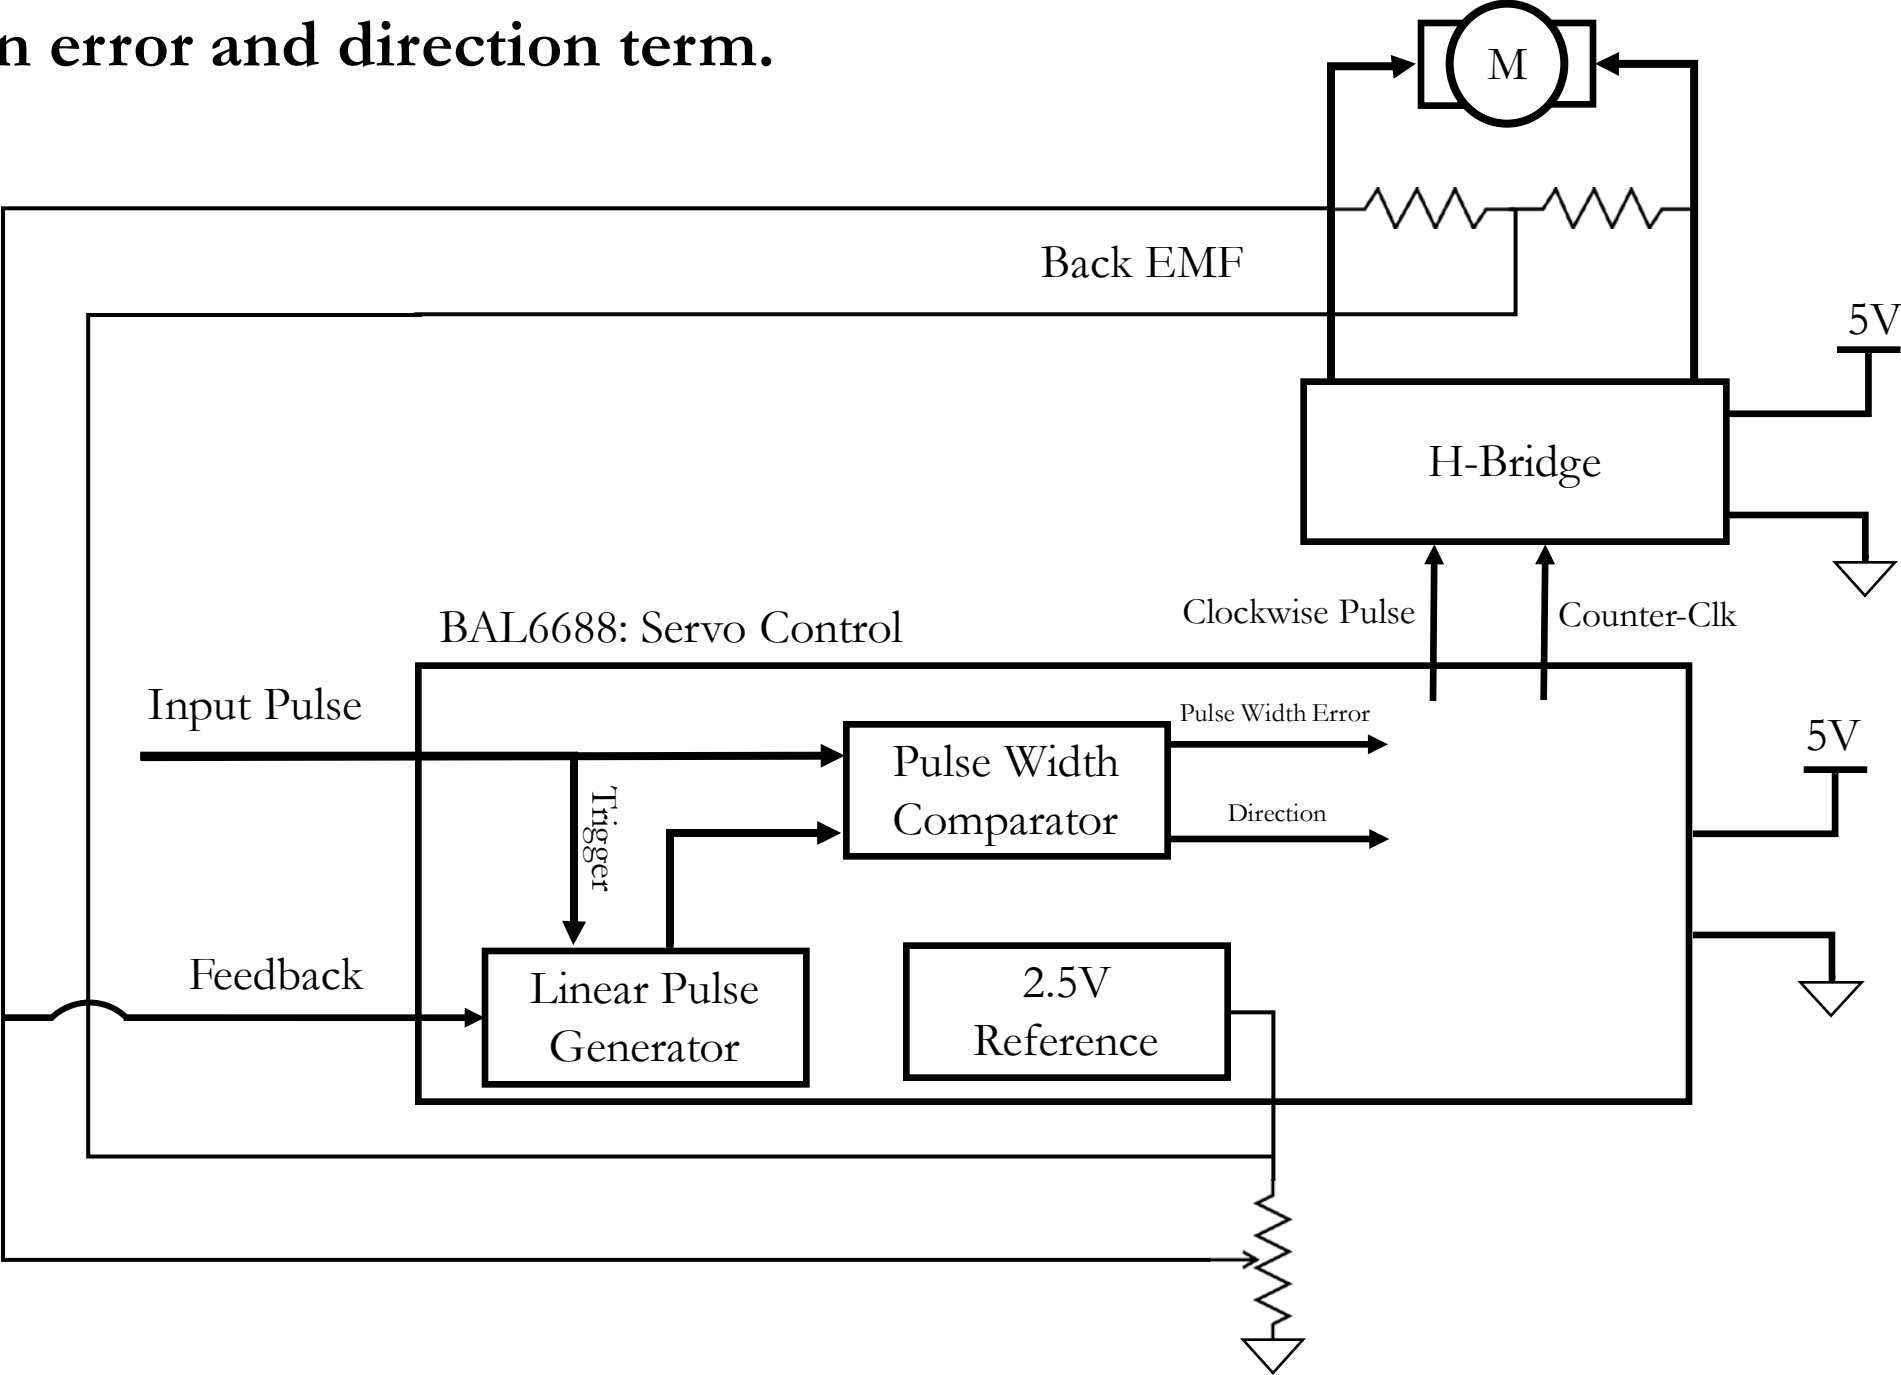 n error and direction term.
M
Back EMF
5V
H-Bridge
Clockwise Pulse
Counter-Clk
BAL6688: Servo Control
Input Pulse
Pulse Width Error
5V
Pulse Width
Comparator
Trigger
Direction
Feedback
Linear Pulse
Generator
2.5V
Reference